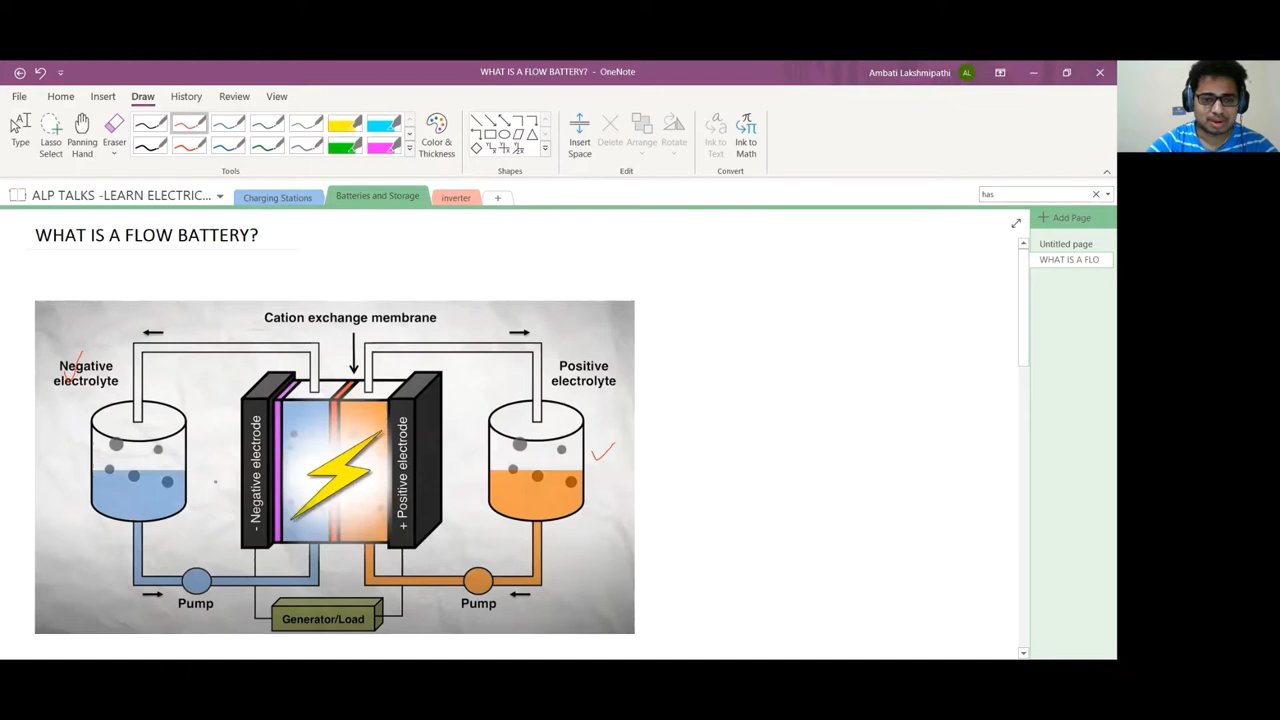 WHAT IS A FLOW BATTERY? - OneNote
Ambati Lakshmipathi
AL
File Home Insert Draw History Review View
Type
Lasso Select
Panning Hand
Eraser
Color & Thickness
Insert Space
Delete
Arrange
Rotate
Ink to Text
Ink to Math
Tools
Shapes
Edit
Convert
ALP TALKS -LEARN ELECTRIC...
Charging Stations
Batteries and Storage
inverter
has
Add Page
Untitled page
WHAT IS A FLO
WHAT IS A FLOW BATTERY?
Cation exchange membrane
Negative
electrolyte
Positive
electrolyte
- Negative electrode
+ Positive electrode
Pump
Pump
Generator/Load